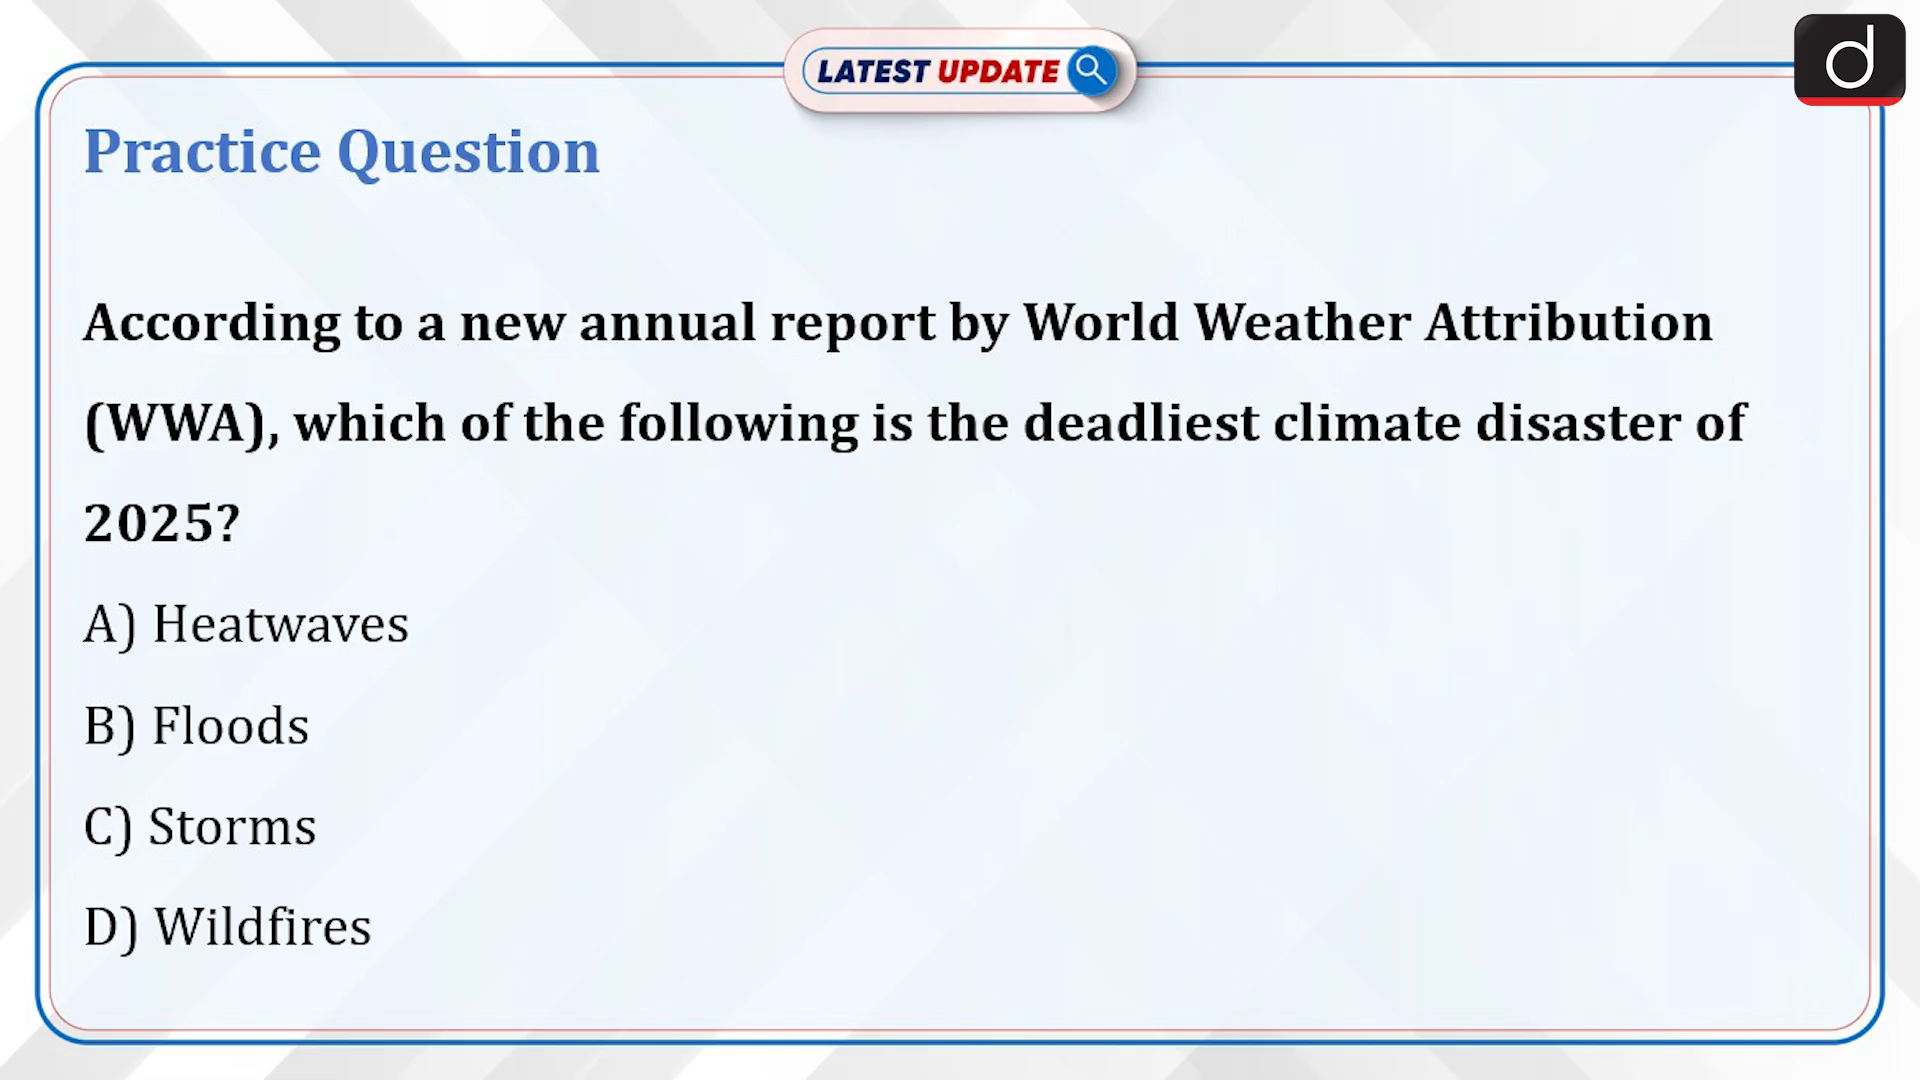 LATEST UPDATE
d
Practice Question
According to a new annual report by World Weather Attribution
(WWA), which of the following is the deadliest climate disaster of
2025?
A) Heatwaves
B) Floods
C) Storms
D) Wildfires